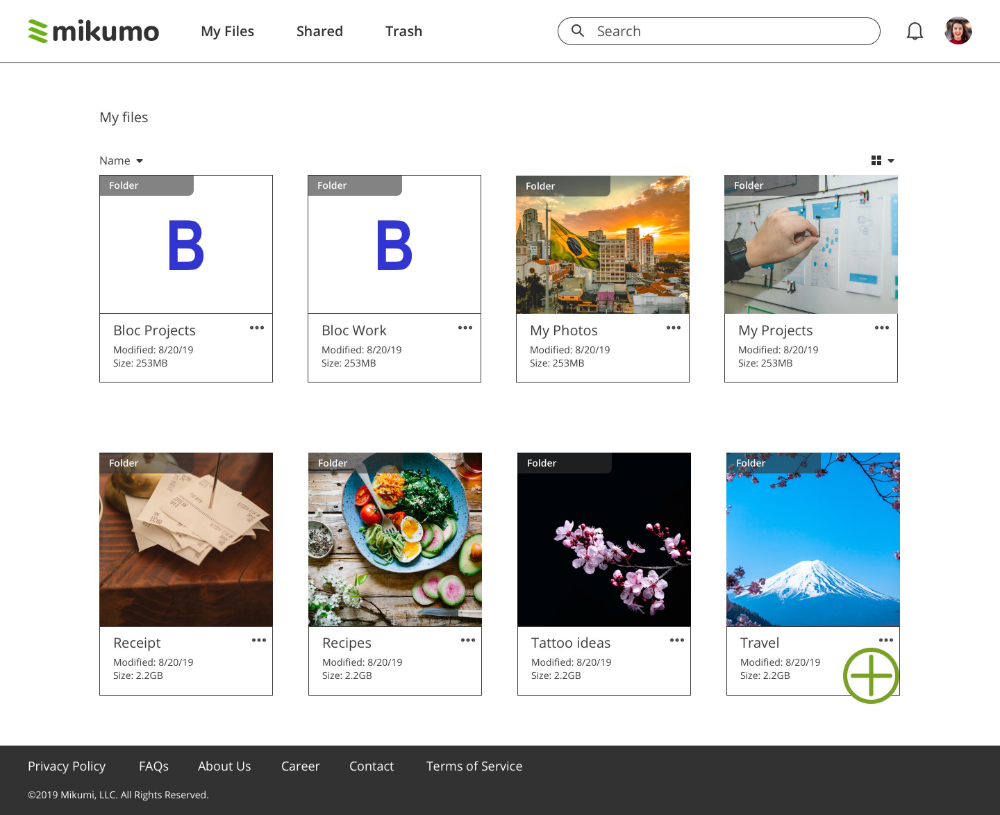 mikumo
My Files Shared Trash Search
My files
Name
Folder Folder Folder Folder
B B
Bloc Projects Bloc Work My Photos My Projects
Modified: 8/20/19 Modified: 8/20/19 Modified: 8/20/19 Modified: 8/20/19
Size: 253MB Size: 253MB Size: 253MB Size: 253MB
Folder Folder Folder Folder
Receipt Recipes Tattoo ideas Travel
Modified: 8/20/19 Modified: 8/20/19 Modified: 8/20/19 Modified: 8/20/19
Size: 2.2GB Size: 2.2GB Size: 2.2GB Size: 2.2GB
Privacy Policy FAQs About Us Career Contact Terms of Service
©2019 Mikumi, LLC. All Rights Reserved.